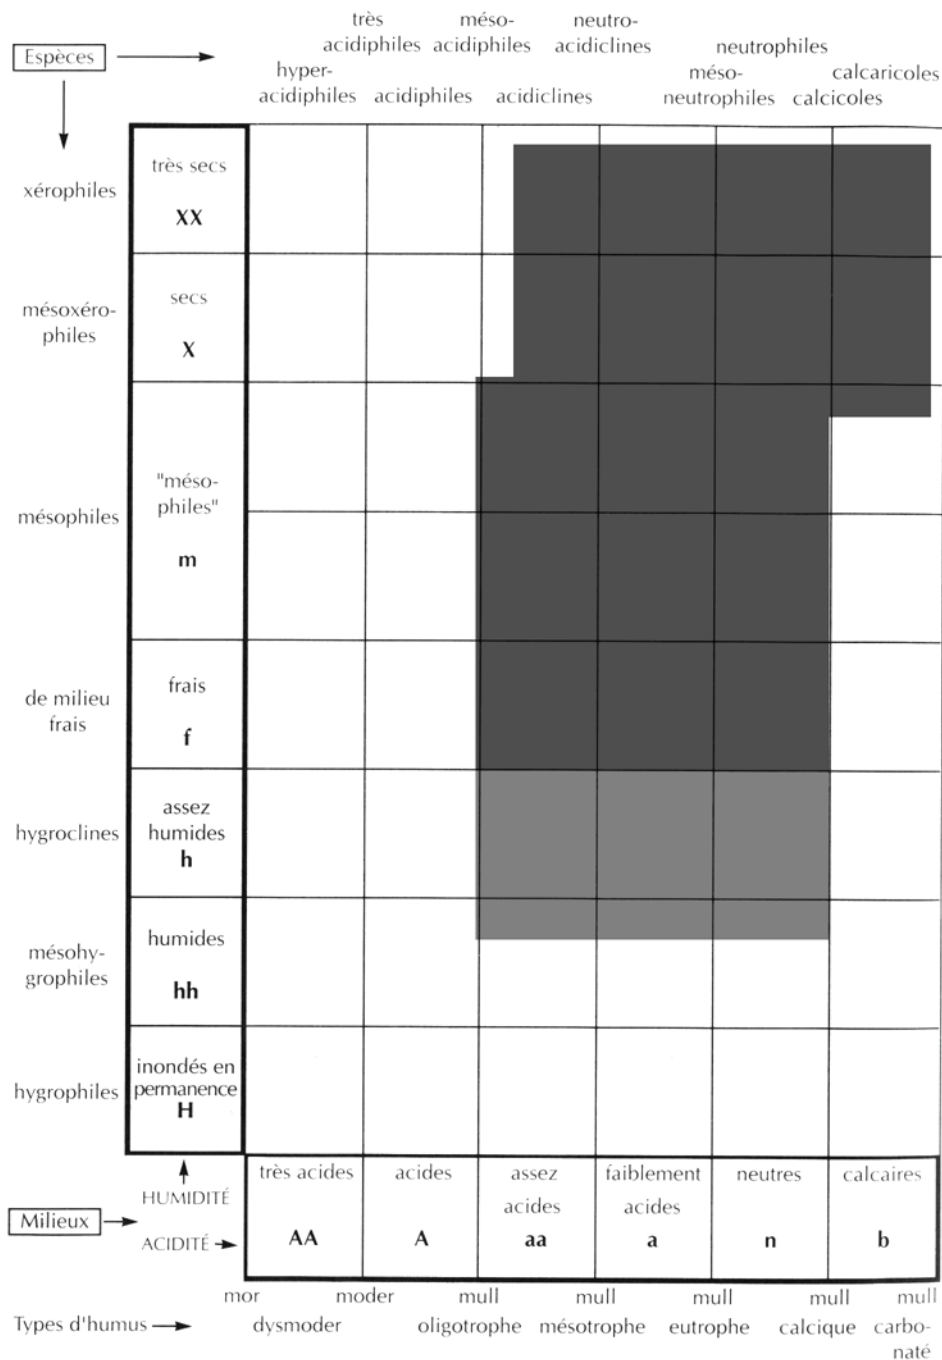 très
méso-
neutro-
acidiphiles
acidiphiles
acidiclines
neutrophiles
Espèces
hyper-
méso-
calcaricoles
acidiphiles
acidiphiles
acidiclines
neutrophiles
calcicoles
xérophiles
très secs
XX
mésoxéro-
philes
secs
X
mésophiles
"méso-
philes"
m
de milieu
frais
frais
f
hygroclines
assez
humides
h
mésohy-
grophiles
humides
hh
hygrophiles
inondés en
permanence
H
HUMIDITÉ
Milieux
ACIDITÉ
très acides
AA
acides
A
assez
acides
aa
faiblement
acides
a
neutres
n
calcaires
b
mor
moder
mull
mull
mull
mull
mull
Types d'humus
dysmoder
oligotrophe
mésotrophe
eutrophe
calcique
carbo-
naté